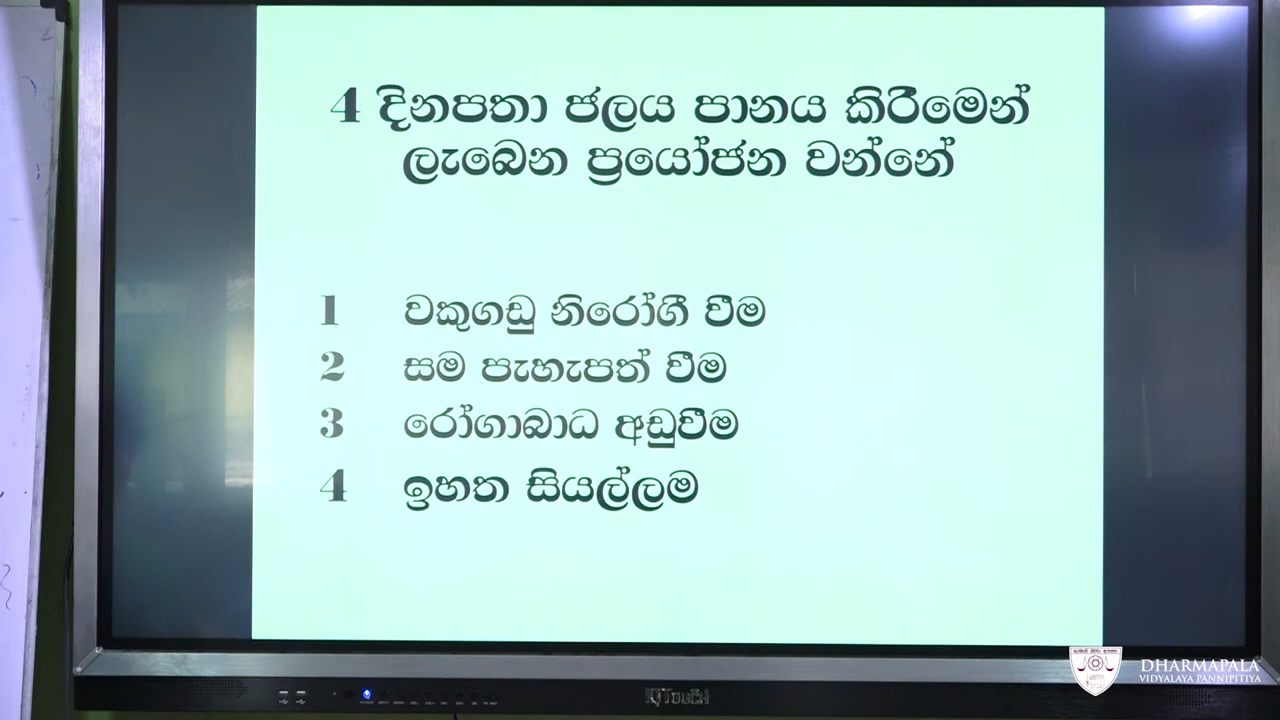 4 දිනපතා ජලය පානය කිරීමෙන්
ලැබෙන ප්‍රයෝජන වන්නේ
1 වකුගඩු නිරෝගී වීම
2 සම පැහැපත් වීම
3 රෝගාබාධ අඩුවීම
4 ඉහත සියල්ලම
IQTouch
DHARMAPALA
VIDYALAYA PANNIPITIYA